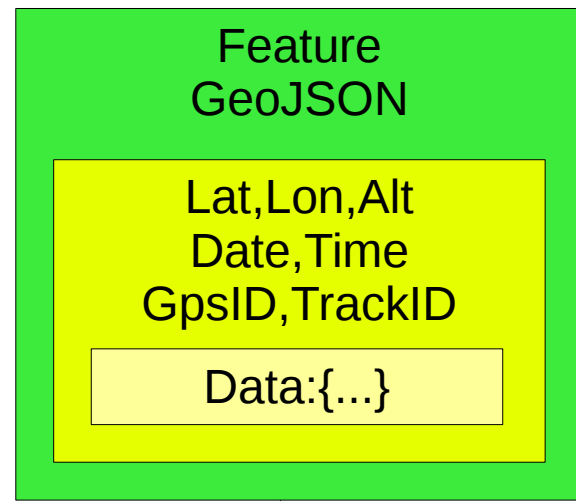 Feature
GeoJSON
Lat,Lon,Alt
Date,Time
GpsID,TrackID
Data:{...}